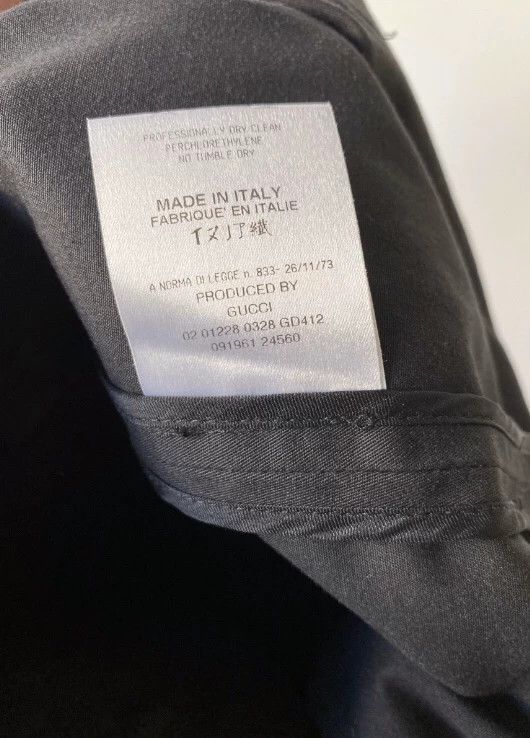 PROFESSIONALLY DRY CLEAN
PERCHLORETHYLENE
NO TUMBLE DRY
MADE IN ITALY
FABRIQUE' EN ITALIE
A NORMA DI LEGGE n. 833- 26/11/73
PRODUCED BY
GUCCI
02 01228 0328 GD412
091961 24560